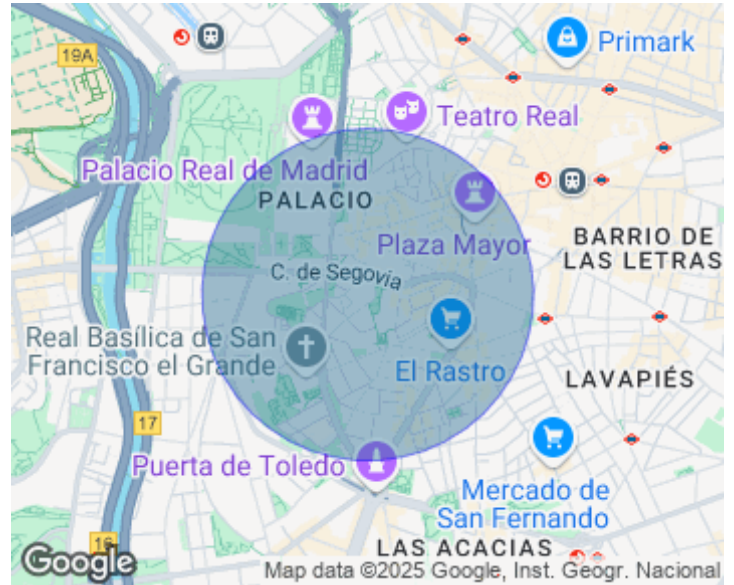 Primark
19A
Teatro Real
Palacio Real de Madrid
PALACIO
Plaza Mayor
BARRIO DE
LAS LETRAS
C. de Segovia
Real Basílica de San
Francisco el Grande
El Rastro
LAVAPIÉS
17
Puerta de Toledo
Mercado de
San Fernando
16
LAS ACACIAS
Google
Map data ©2025 Google, Inst. Geogr. Nacional